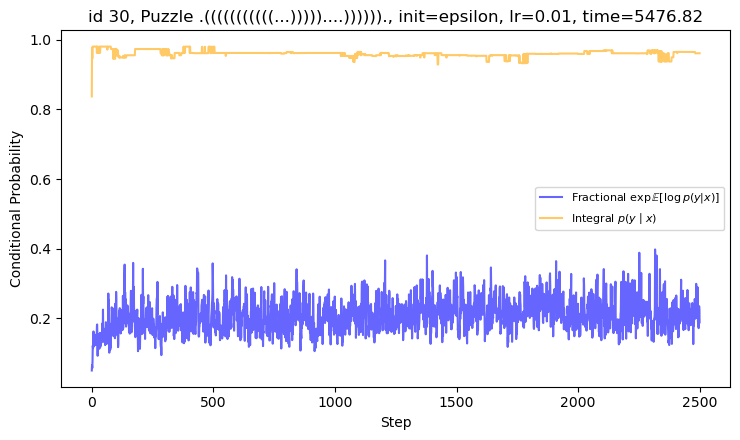 id 30, Puzzle .(((((((((((...)))))....))))))., init=epsilon, lr=0.01, time=5476.82
1.0
0.8
0.6
0.4
0.2
Conditional Probability
Fractional exp𝔼[log p(y|x)]
Integral p(y | x)
0
500
1000
1500
2000
2500
Step